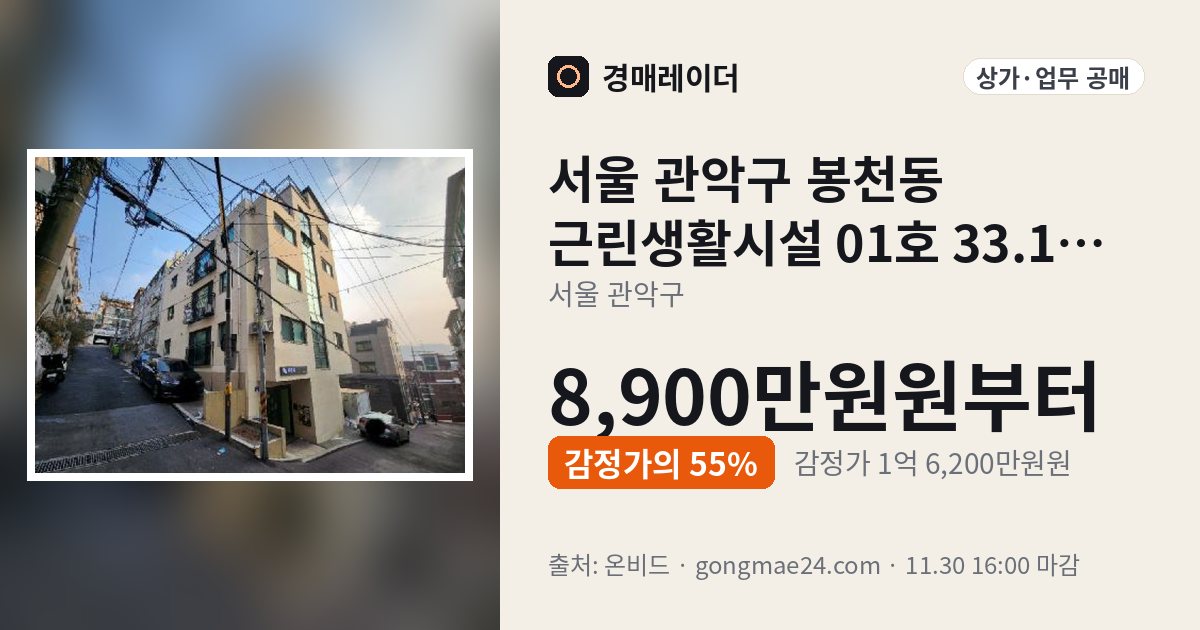 경매레이더
상가·업무 공매
서울 관악구 봉천동
근린생활시설 01호 33.1…
서울 관악구
8,900만원원부터
감정가의 55%
감정가 1억 6,200만원원
출처: 온비드 · gongmae24.com · 11.30 16:00 마감